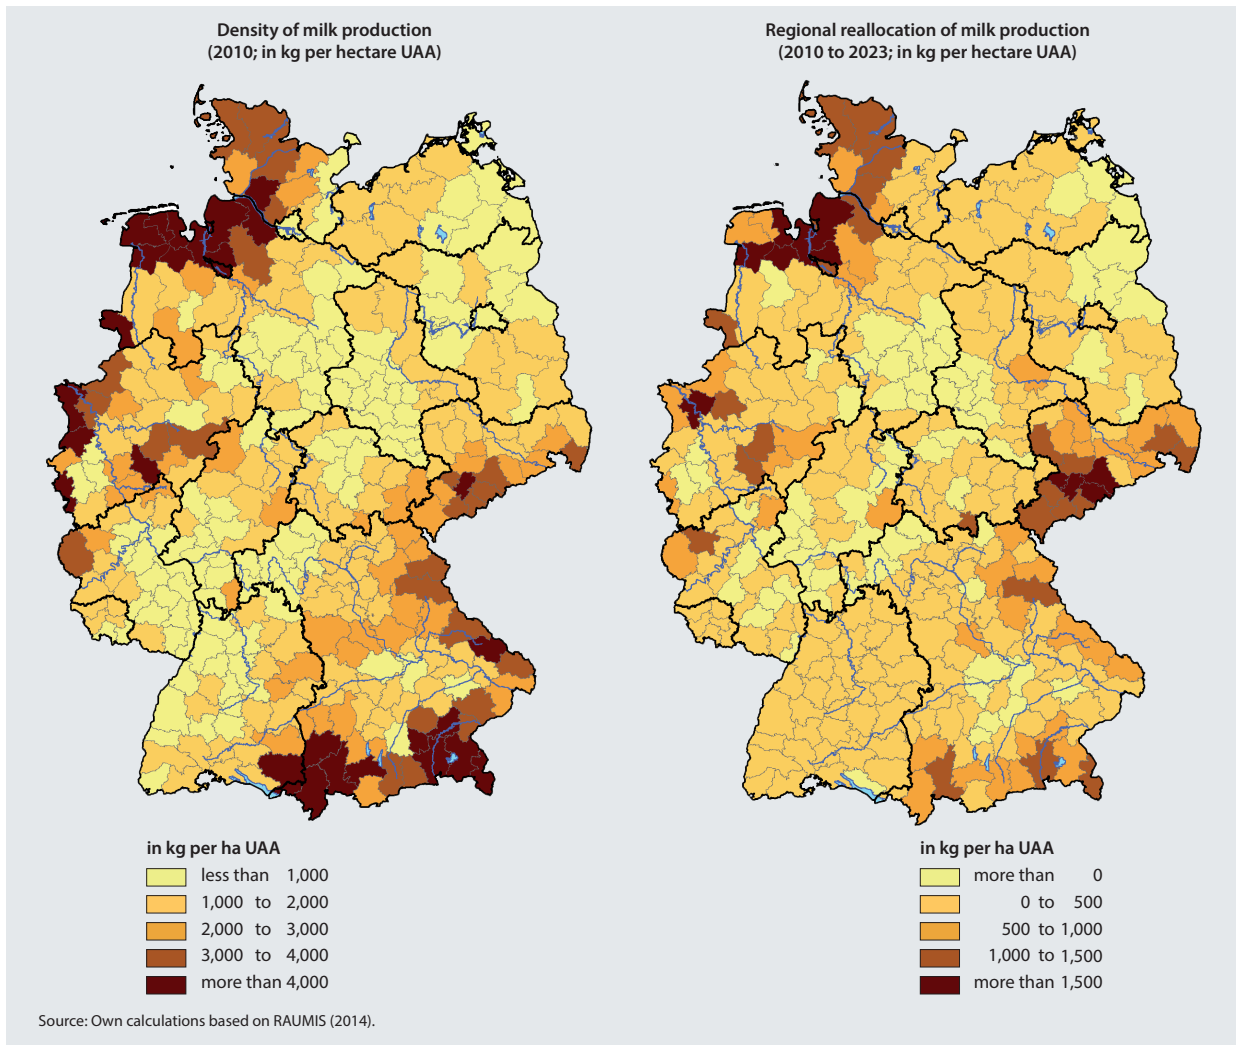 Density of milk production
(2010; in kg per hectare UAA)
Regional reallocation of milk production
(2010 to 2023; in kg per hectare UAA)
in kg per ha UAA
less than 1,000
1,000 to 2,000
2,000 to 3,000
3,000 to 4,000
more than 4,000
in kg per ha UAA
more than 0
0 to 500
500 to 1,000
1,000 to 1,500
more than 1,500
Source: Own calculations based on RAUMIS (2014).